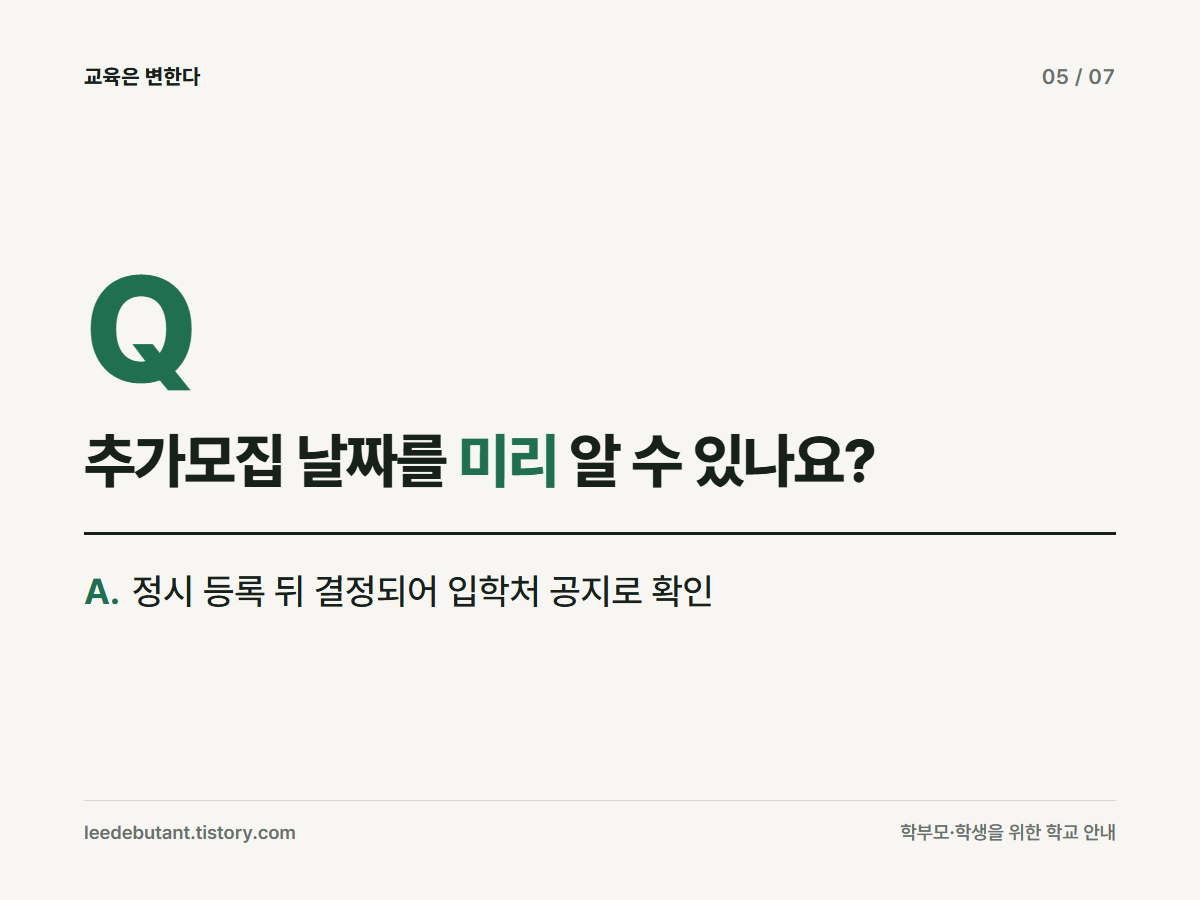 교육은 변한다
05 / 07
Q
추가모집 날짜를 미리 알 수 있나요?
A. 정시 등록 뒤 결정되어 입학처 공지로 확인
leedebutant.tistory.com
학부모·학생을 위한 학교 안내